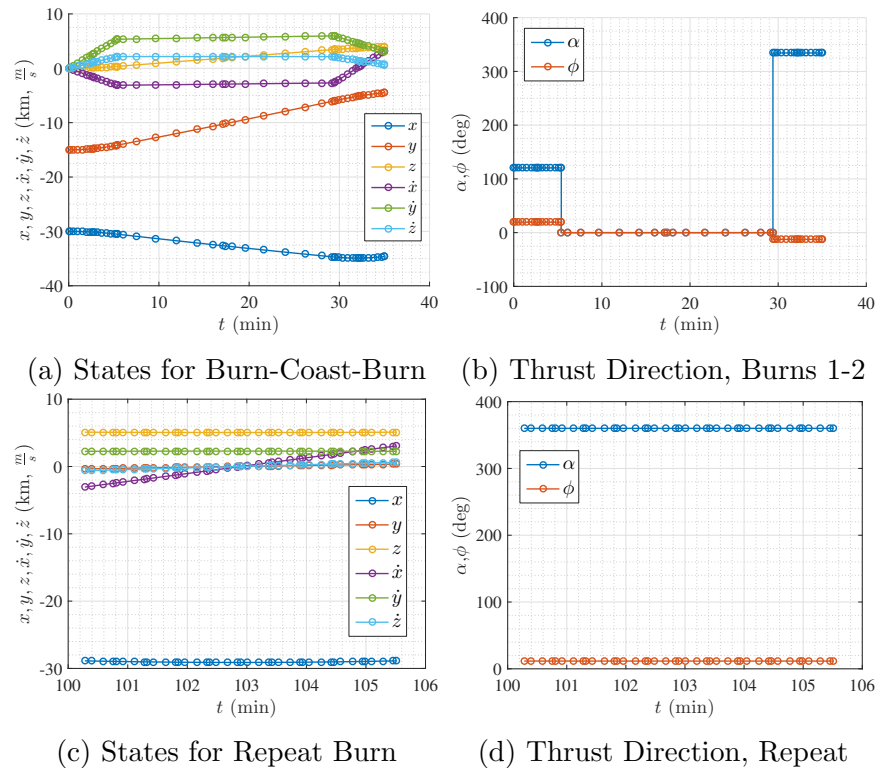 10
0
-10
-20
-30
-40
x, y, z, ẋ, ẏ, ż (km, m/s)
x
y
z
ẋ
ẏ
ż
0 10 20 30 40
t (min)
(a) States for Burn-Coast-Burn
400
300
200
100
0
-100
α,ϕ (deg)
α
ϕ
0 10 20 30 40
t (min)
(b) Thrust Direction, Burns 1-2
10
0
-10
-20
-30
x, y, z, ẋ, ẏ, ż (km, m/s)
x
y
z
ẋ
ẏ
ż
100 101 102 103 104 105 106
t (min)
(c) States for Repeat Burn
400
300
200
100
0
α,ϕ (deg)
α
ϕ
100 101 102 103 104 105 106
t (min)
(d) Thrust Direction, Repeat